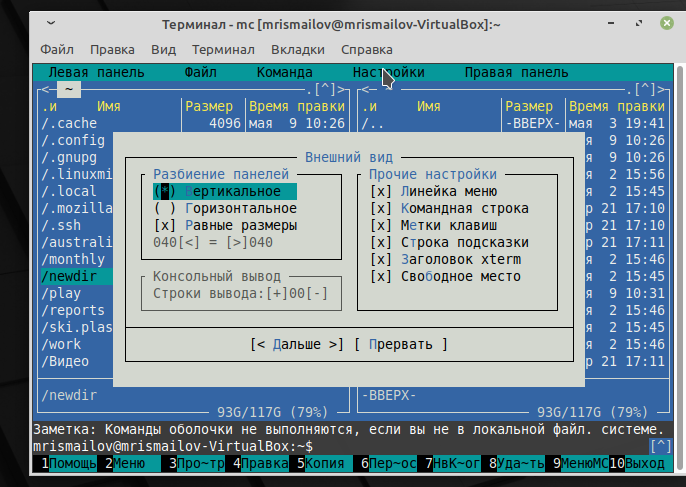 Терминал - mc [mrismailov@mrismailov-VirtualBox]:~
Файл Правка Вид Терминал Вкладки Справка
Левая панель Файл Команда Настройки Правая панель
<─ ~ .[^]> <─ ~ .[^]>
.и Имя Размер Время правки .и Имя Размер Время правки
/.cache 4096 мая 9 10:26 /.. -ВВЕРХ- мая 3 19:41
/.config я 9 10:26
/.gnupg я 9 10:26
/.linuxmi я 2 15:56
/.local я 2 15:45
/.mozilla р 21 17:10
/.ssh р 21 17:10
/australi р 21 17:11
/monthly я 2 15:46
/newdir я 2 15:45
/play я 9 10:31
/reports я 2 15:46
/ski.plas я 2 15:45
/work я 2 15:46
/Видео р 21 17:11
Внешний вид
Разбиение панелей
(*) Вертикальное
( ) Горизонтальное
[x] Равные размеры
040[<] = [>]040
Консольный вывод
Строки вывода:[+]00[-]
Прочие настройки
[x] Линейка меню
[x] Командная строка
[x] Метки клавиш
[x] Строка подсказки
[x] Заголовок xterm
[x] Свободное место
[< Дальше >] [ Прервать ]
/newdir -ВВЕРХ-
93G/117G (79%) 93G/117G (79%)
Заметка: Команды оболочки не выполняются, если вы не в локальной файл. системе.
mrismailov@mrismailov-VirtualBox:~$ [^]
1Помощь 2Меню 3Про~тр 4Правка 5Копия 6Пер~ос 7НвК~ог 8Уда~ть 9МенюМС 10Выход